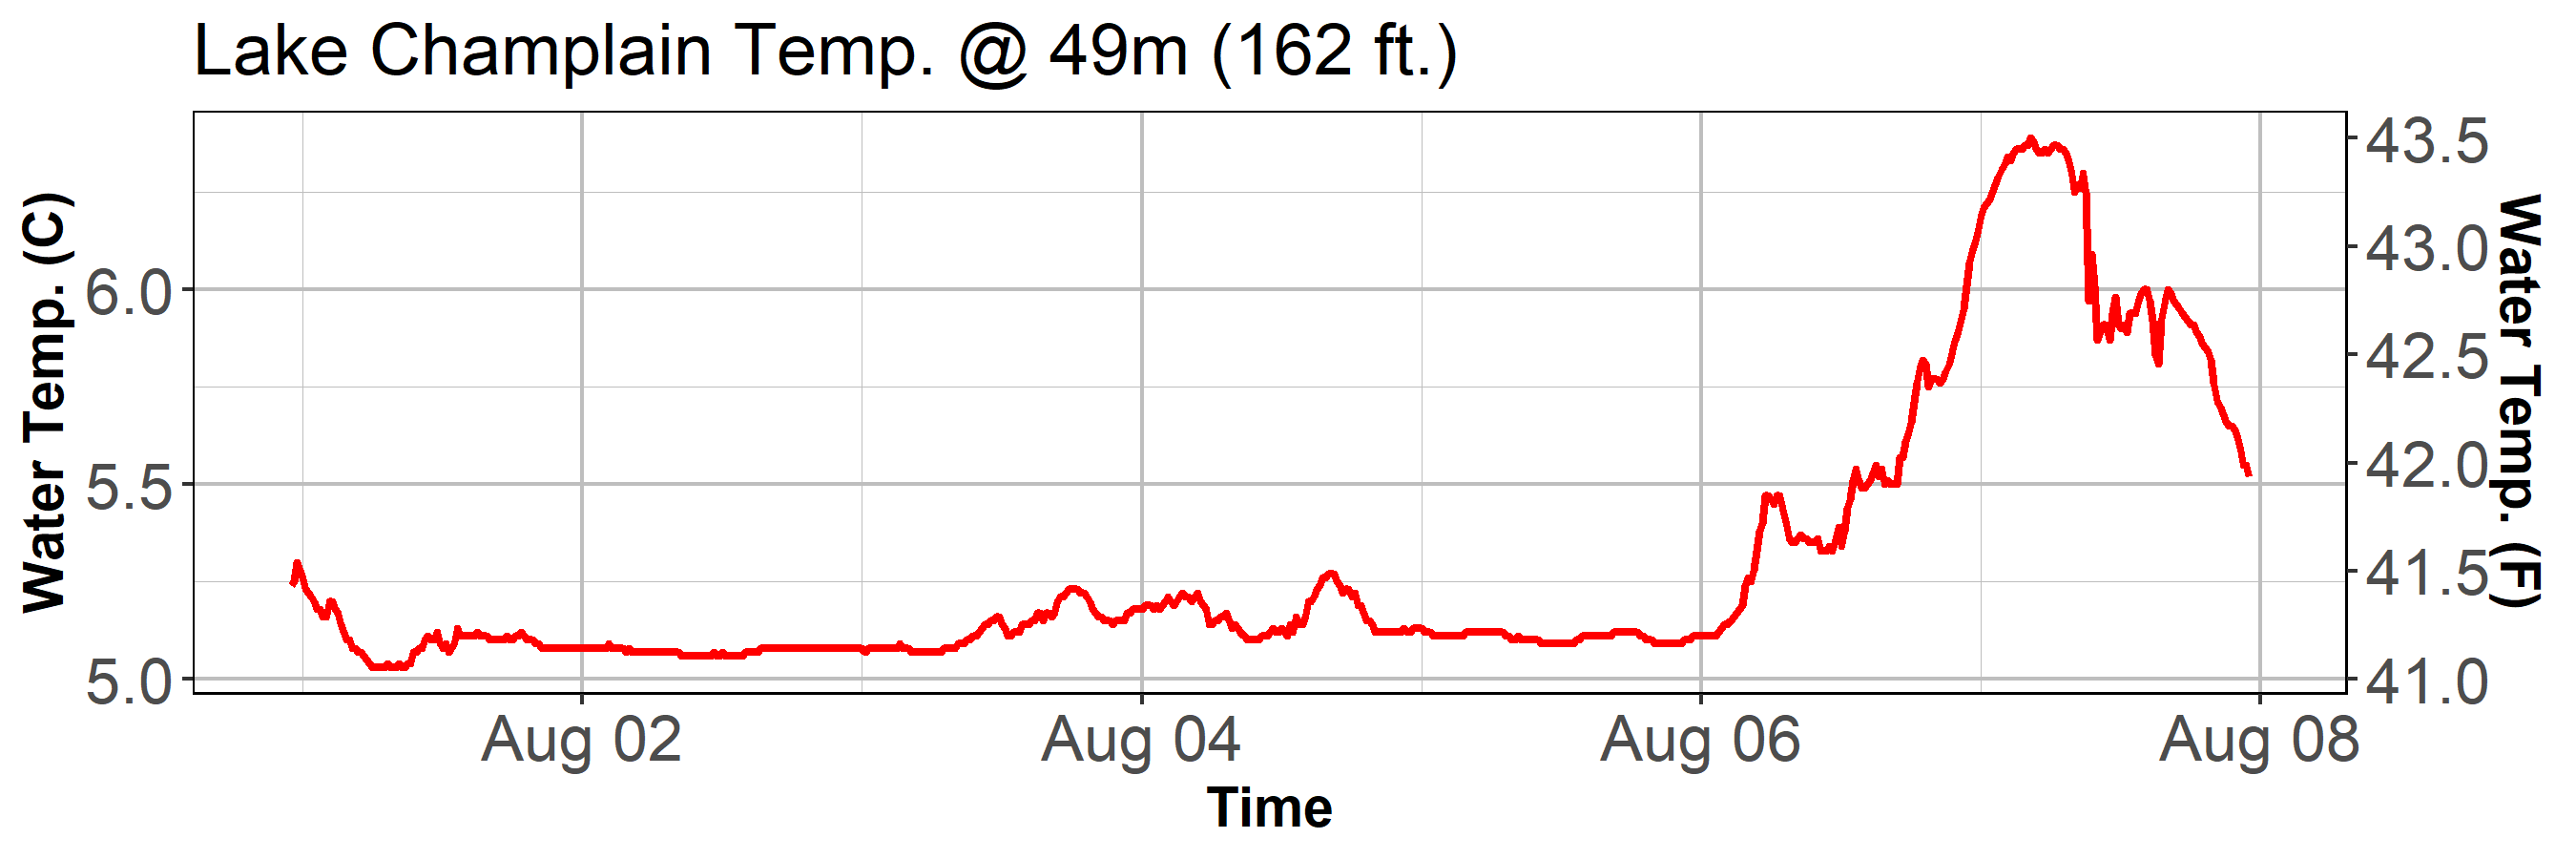 Lake Champlain Temp. @ 49m (162 ft.)
Water Temp. (C)
6.0
5.5
5.0
43.5
43.0
42.5
42.0
41.5
41.0
Water Temp. (F)
Aug 02 Aug 04 Aug 06 Aug 08
Time